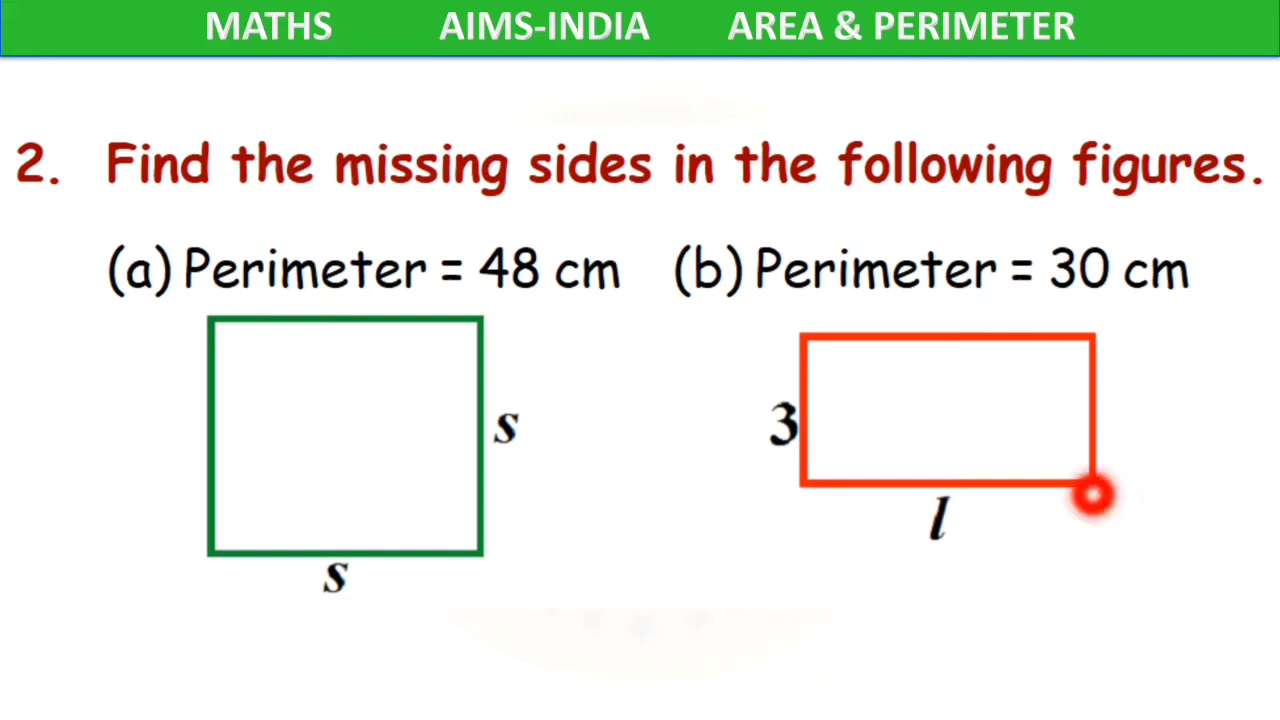 MATHS AIMS-INDIA AREA & PERIMETER
2. Find the missing sides in the following figures.
(a) Perimeter = 48 cm (b) Perimeter = 30 cm
s
3
l
s